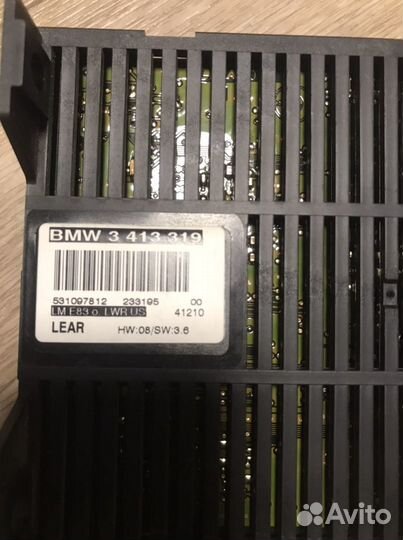 BMW 3 413 319
531097812 233195 00
LM E83 o. LWR US 41210
LEAR HW:08/SW:3.6
Avito